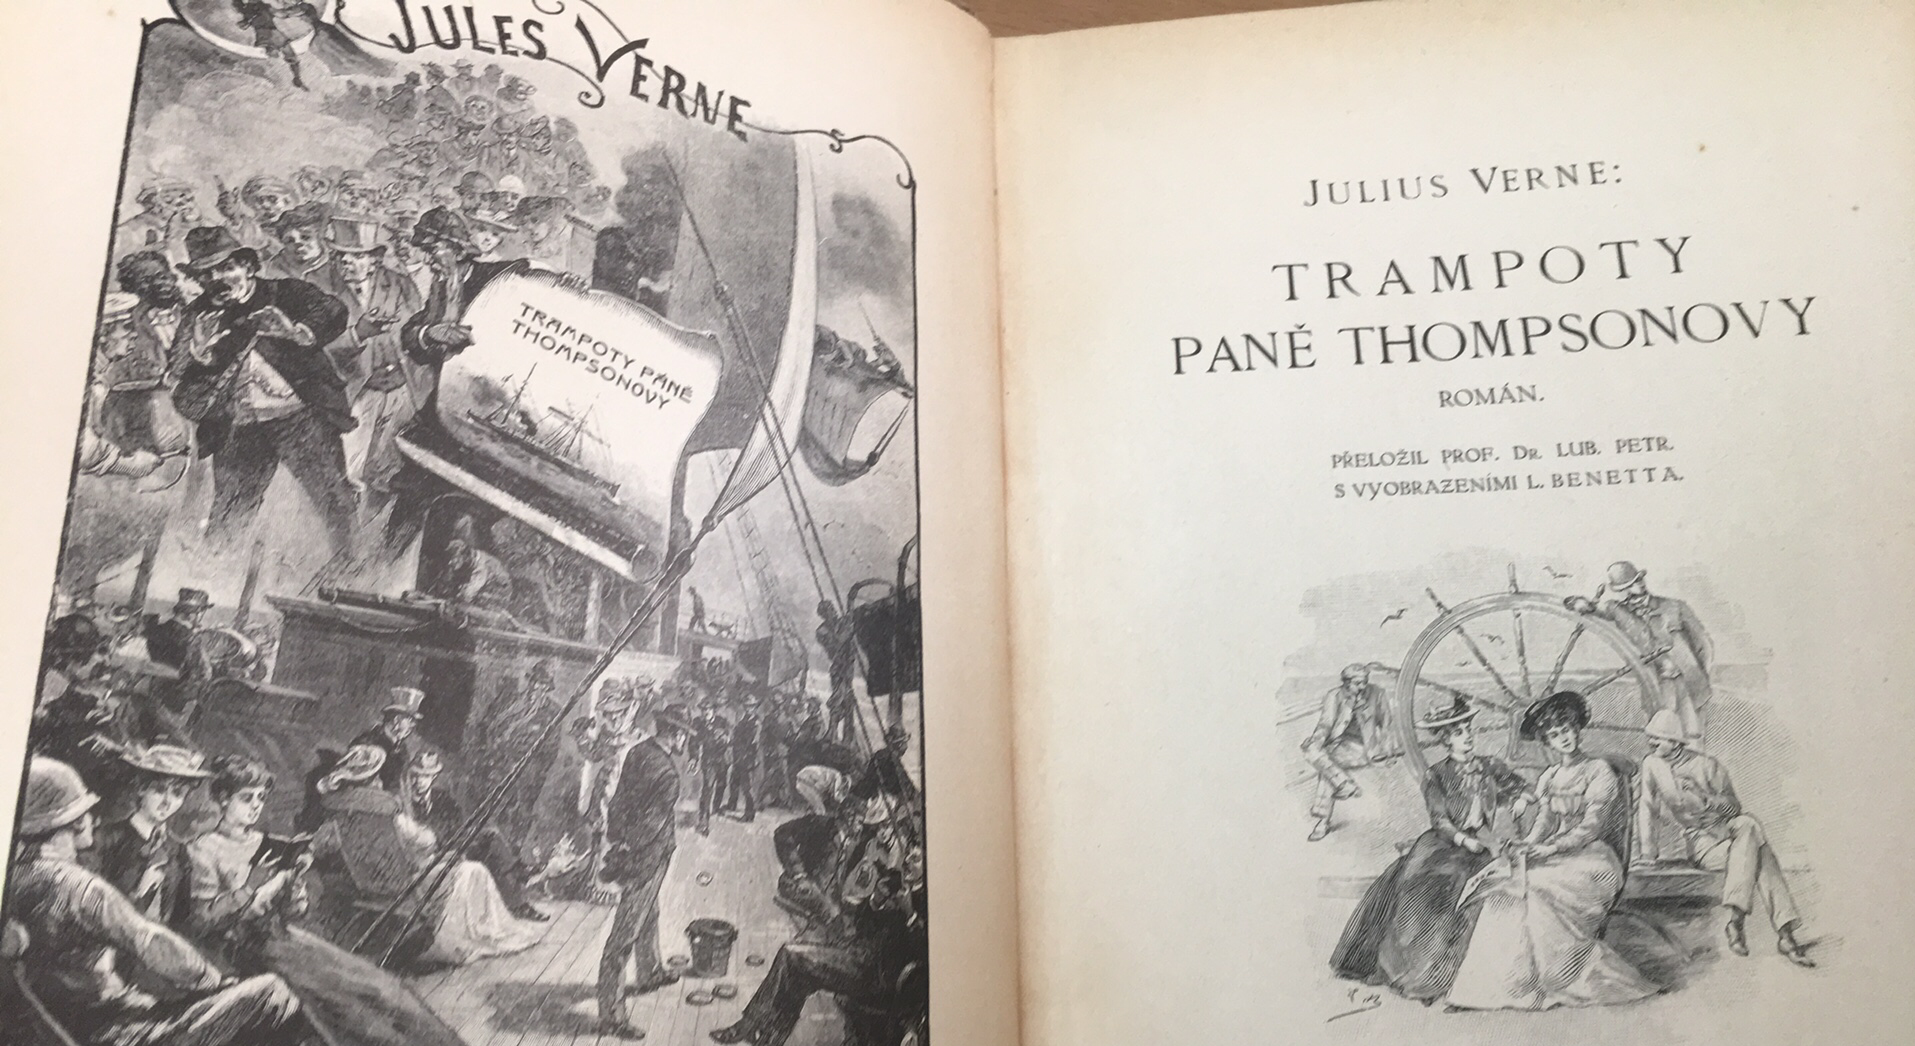 JULES VERNE
TRAMPOTY PANĚ
THOMPSONOVY
JULIUS VERNE:
TRAMPOTY
PANĚ THOMPSONOVY
ROMÁN.
PŘELOŽIL PROF. DR. LUB. PETR.
S VYOBRAZENÍMI L. BENETTA.